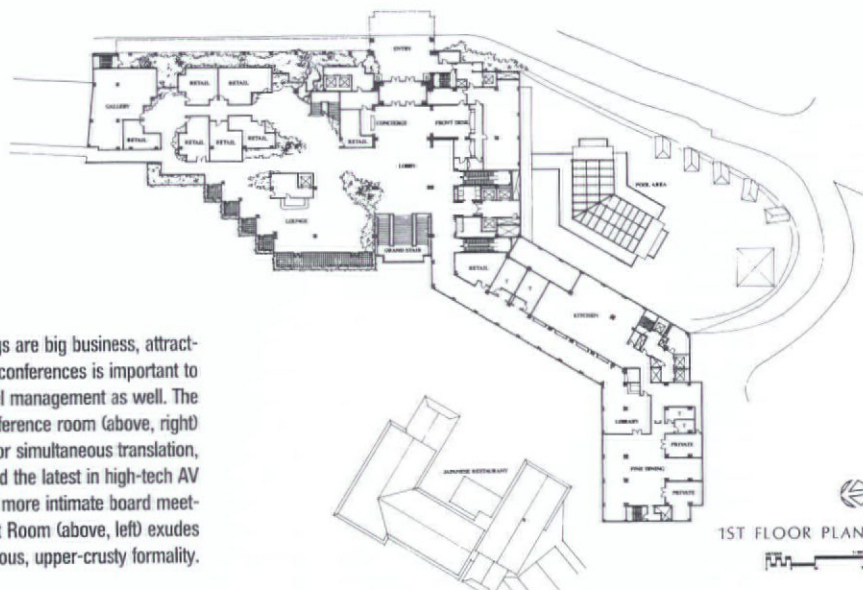 ENTRY
RETAIL
RETAIL
RETAIL
GALLERY
RETAIL
RETAIL
RETAIL
RETAIL
RETAIL
CONCIERGE
FRONT DESK
LOBBY
POOL AREA
LOUNGE
GRAND STAIR
RETAIL
T
T
KITCHEN
gs are big business, attract-
conferences is important to
l management as well. The
ference room (above, right)
or simultaneous translation,
d the latest in high-tech AV
more intimate board meet-
t Room (above, left) exudes
ous, upper-crusty formality.
LIBRARY
T
T
PRIVATE
JAPANESE RESTAURANT
FINE DINING
PRIVATE
1ST FLOOR PLAN